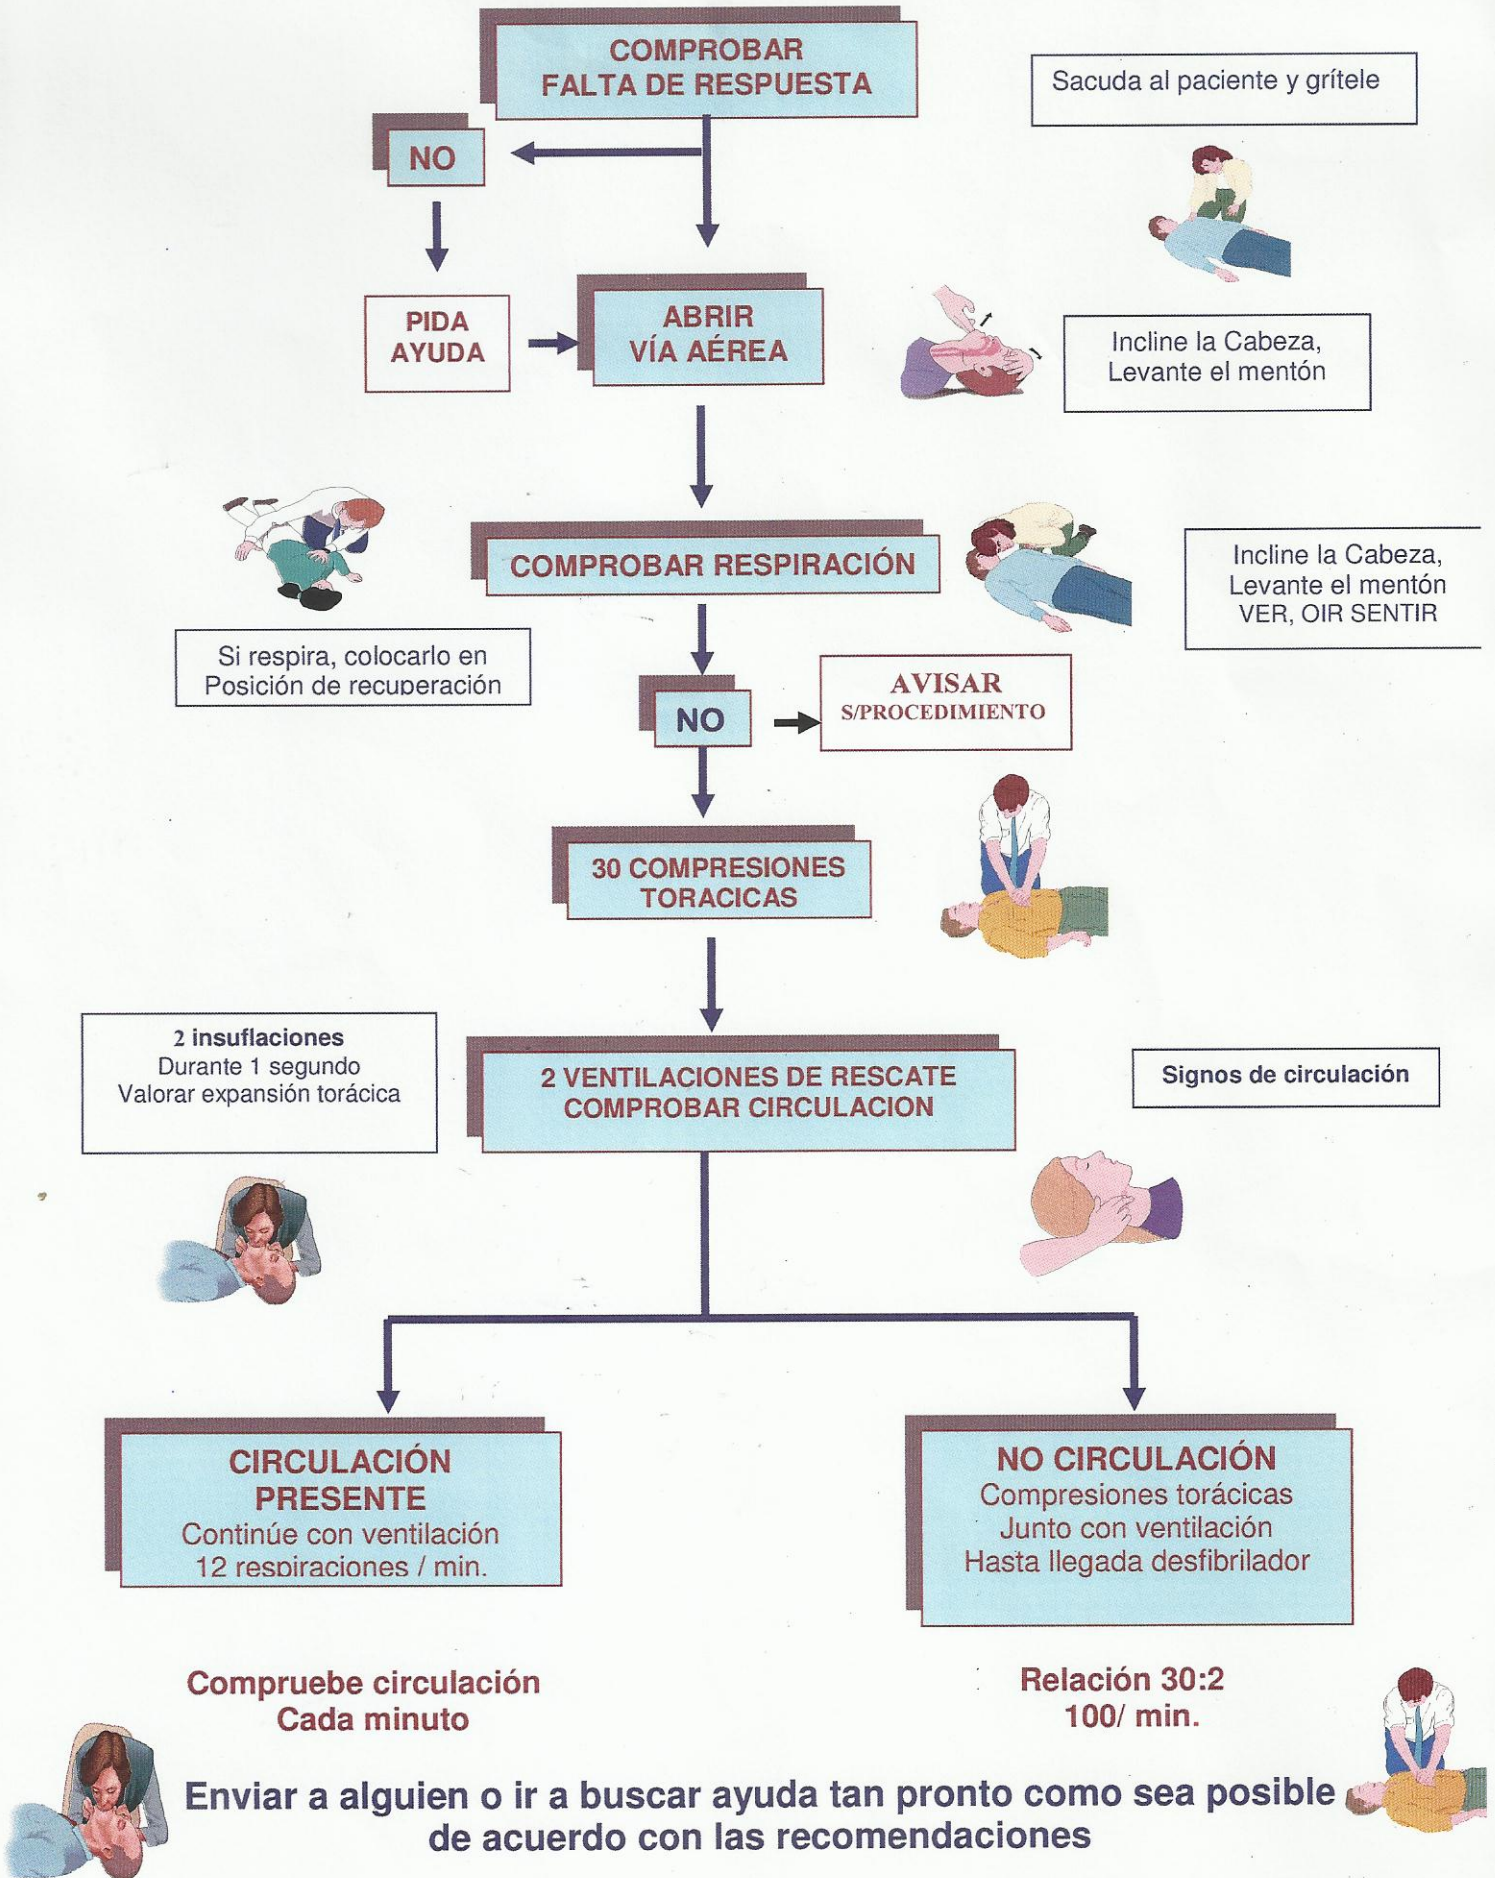 COMPROBAR
FALTA DE RESPUESTA
Sacuda al paciente y grítele
NO
PIDA
AYUDA
ABRIR
VÍA AÉREA
Incline la Cabeza,
Levante el mentón
COMPROBAR RESPIRACIÓN
Incline la Cabeza,
Levante el mentón
VER, OIR SENTIR
Si respira, colocarlo en
Posición de recuperación
NO
AVISAR
S/PROCEDIMIENTO
30 COMPRESIONES
TORACICAS
2 insuflaciones
Durante 1 segundo
Valorar expansión torácica
2 VENTILACIONES DE RESCATE
COMPROBAR CIRCULACION
Signos de circulación
CIRCULACIÓN
PRESENTE
Continúe con ventilación
12 respiraciones / min.
NO CIRCULACIÓN
Compresiones torácicas
Junto con ventilación
Hasta llegada desfibrilador
Compruebe circulación
Cada minuto
Relación 30:2
100/ min.
Enviar a alguien o ir a buscar ayuda tan pronto como sea posible
de acuerdo con las recomendaciones